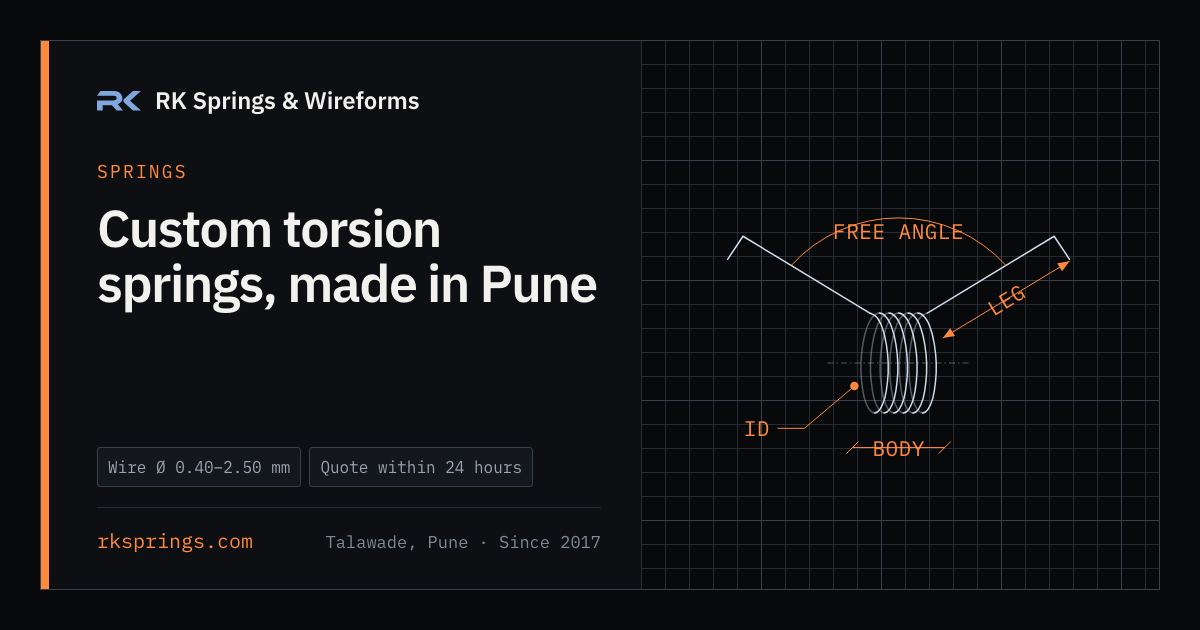 RK RK Springs & Wireforms
SPRINGS
Custom torsion
springs, made in Pune
Wire Ø 0.40–2.50 mm
Quote within 24 hours
rksprings.com
Talawade, Pune · Since 2017
FREE ANGLE
LEG
ID
BODY